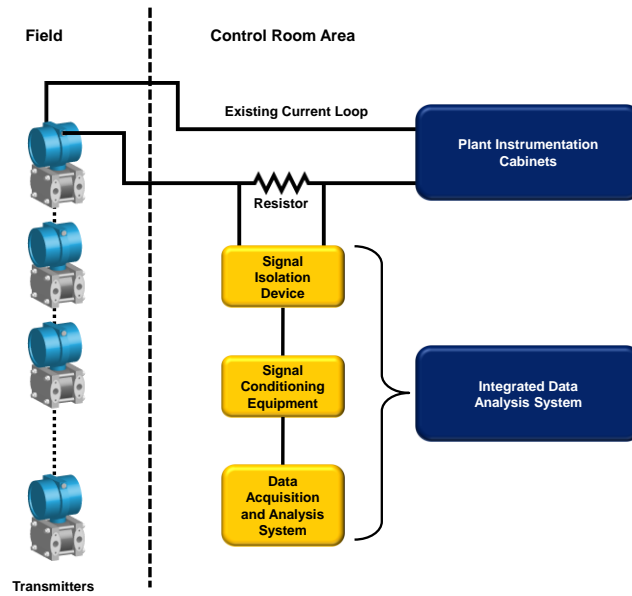 Field
Control Room Area
Existing Current Loop
Plant Instrumentation
Cabinets
Resistor
Signal
Isolation
Device
Signal
Conditioning
Equipment
Integrated Data
Analysis System
Data
Acquisition
and Analysis
System
Transmitters